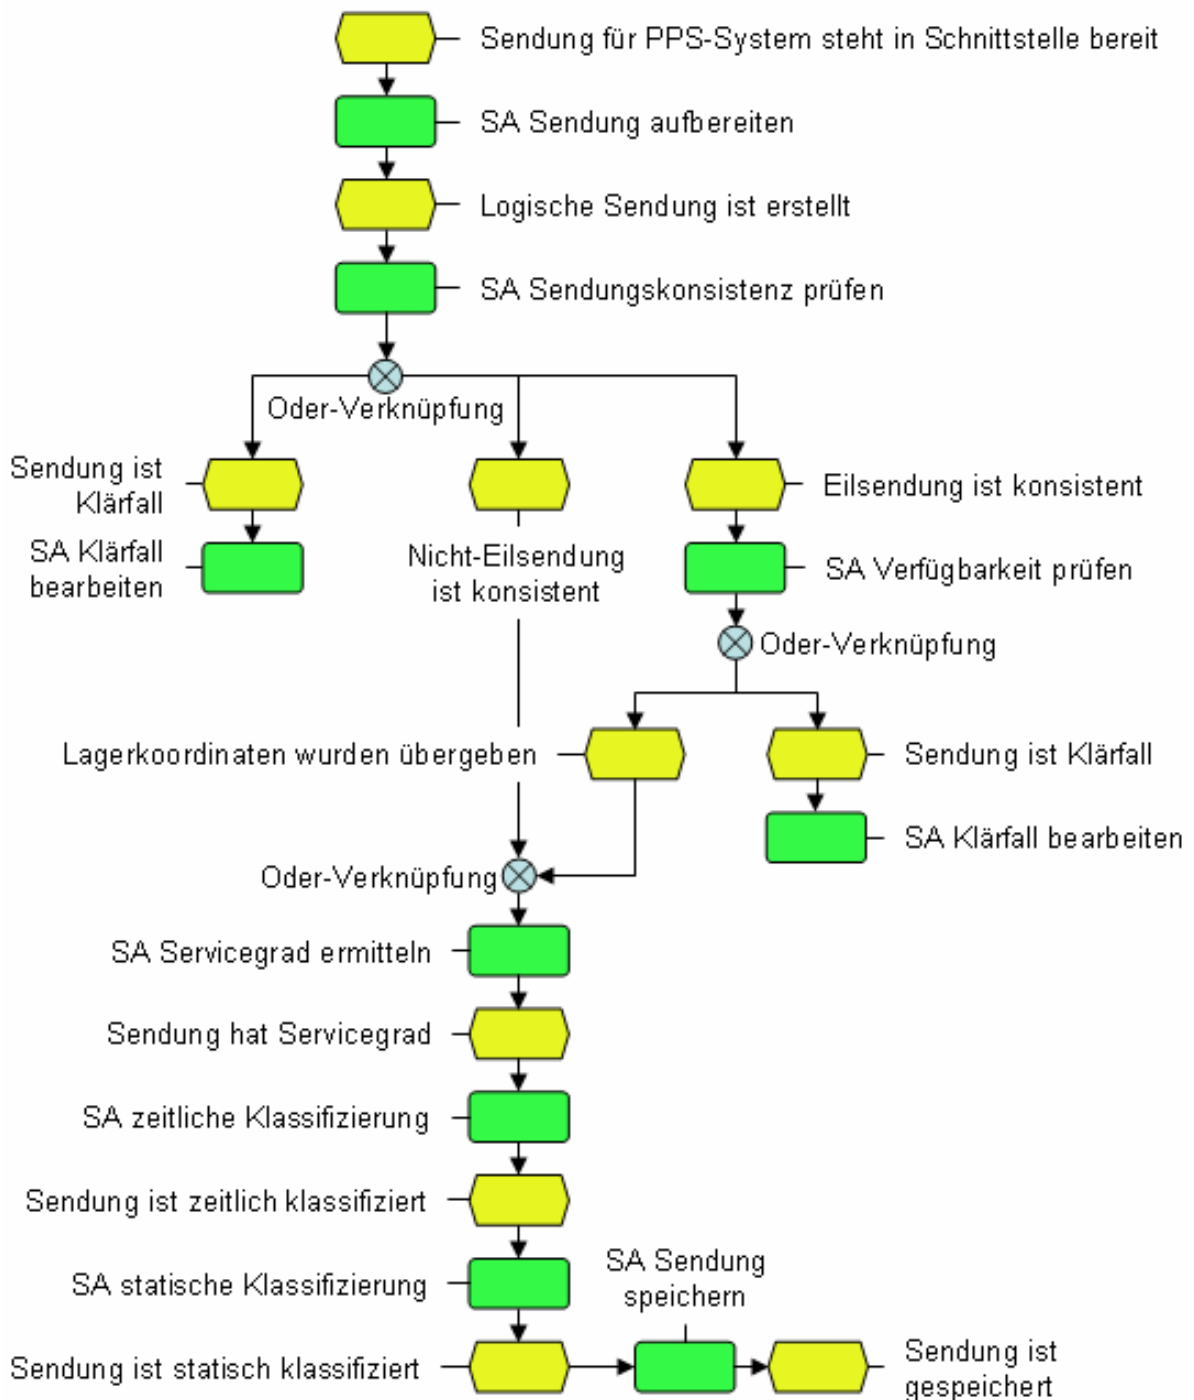 Sendung für PPS-System steht in Schnittstelle bereit
SA Sendung aufbereiten
Logische Sendung ist erstellt
SA Sendungskonsistenz prüfen
Oder-Verknüpfung
Sendung ist
Klärfall
SA Klärfall
bearbeiten
Nicht-Eilsendung
ist konsistent
Eilsendung ist konsistent
SA Verfügbarkeit prüfen
Oder-Verknüpfung
Lagerkoordinaten wurden übergeben
Sendung ist Klärfall
SA Klärfall bearbeiten
Oder-Verknüpfung
SA Servicegrad ermitteln
Sendung hat Servicegrad
SA zeitliche Klassifizierung
Sendung ist zeitlich klassifiziert
SA statische Klassifizierung
SA Sendung
speichern
Sendung ist statisch klassifiziert
Sendung ist
gespeichert